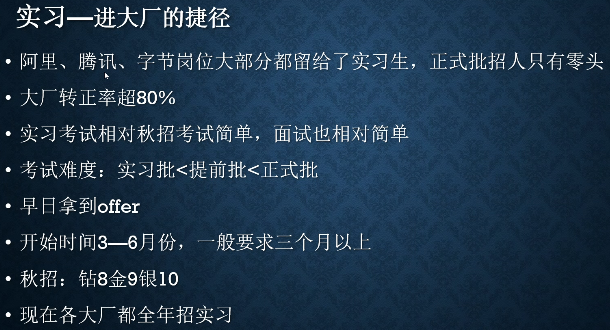 实习—进大厂的捷径
• 阿里、腾讯、字节岗位大部分都留给了实习生，正式批招人只有零头
• 大厂转正率超80%
• 实习考试相对秋招考试简单，面试也相对简单
• 考试难度：实习批<提前批<正式批
• 早日拿到offer
• 开始时间3—6月份，一般要求三个月以上
• 秋招：钻8金9银10
• 现在各大厂都全年招实习